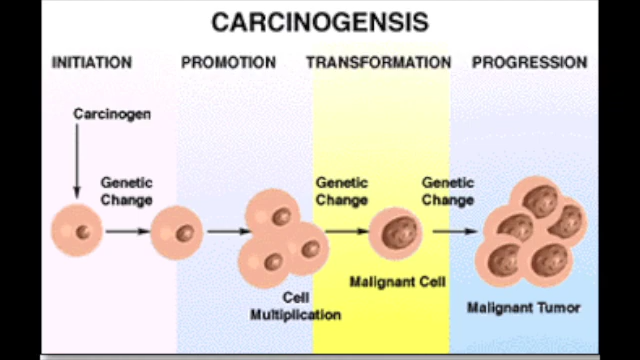 CARCINOGENSIS
INITIATION PROMOTION TRANSFORMATION PROGRESSION
Carcinogen
Genetic
Change
Genetic
Change
Genetic
Change
Cell
Multiplication
Malignant Cell
Malignant Tumor